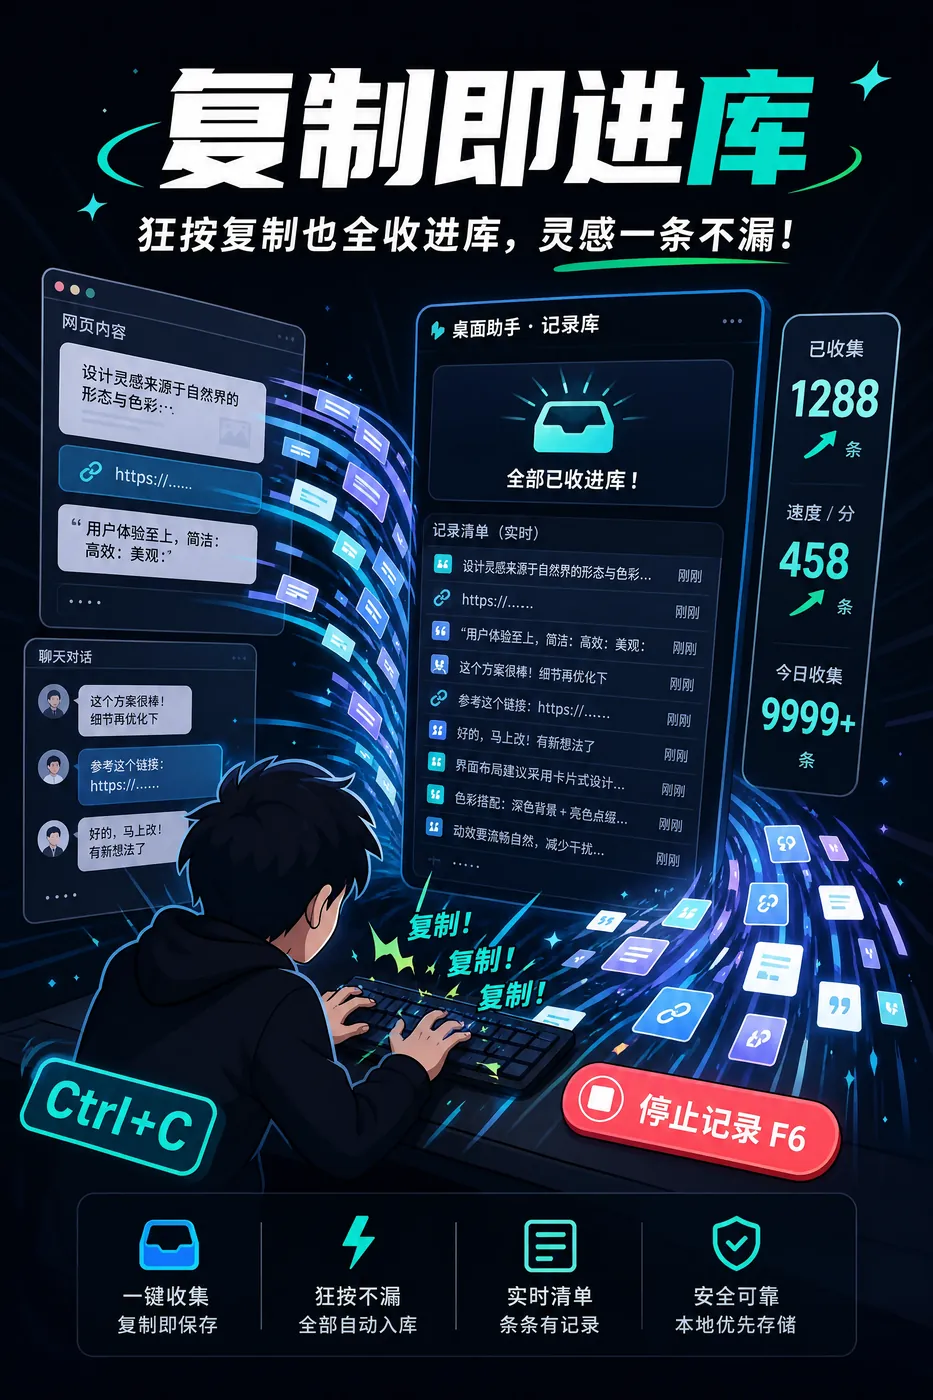 复制即进库
狂按复制也全收进库，灵感一条不漏！
网页内容
设计灵感来源于自然界的
形态与色彩:·:.
https://......
“用户体验至上，简洁：
高效：美观：”
····
聊天对话
这个方案很棒！
细节再优化下
参考这个链接：
https://......
好的，马上改！
有新想法了
····
桌面助手 · 记录库
全部已收进库！
记录清单（实时）
设计灵感来源于自然界的形态与色彩... 刚刚
https://...... 刚刚
“用户体验至上，简洁：高效：美观： 刚刚
这个方案很棒！细节再优化下 刚刚
参考这个链接：https://...... 刚刚
好的，马上改！有新想法了 刚刚
界面布局建议采用卡片式设计... 刚刚
色彩搭配：深色背景 + 亮色点缀... 刚刚
动效要流畅自然，减少干扰... 刚刚
·····
已收集
1288
条
速度 / 分
458
条
今日收集
9999+
条
复制！
复制！
复制！
Ctrl+C
停止记录 F6
一键收集
复制即保存
狂按不漏
全部自动入库
实时清单
条条有记录
安全可靠
本地优先存储